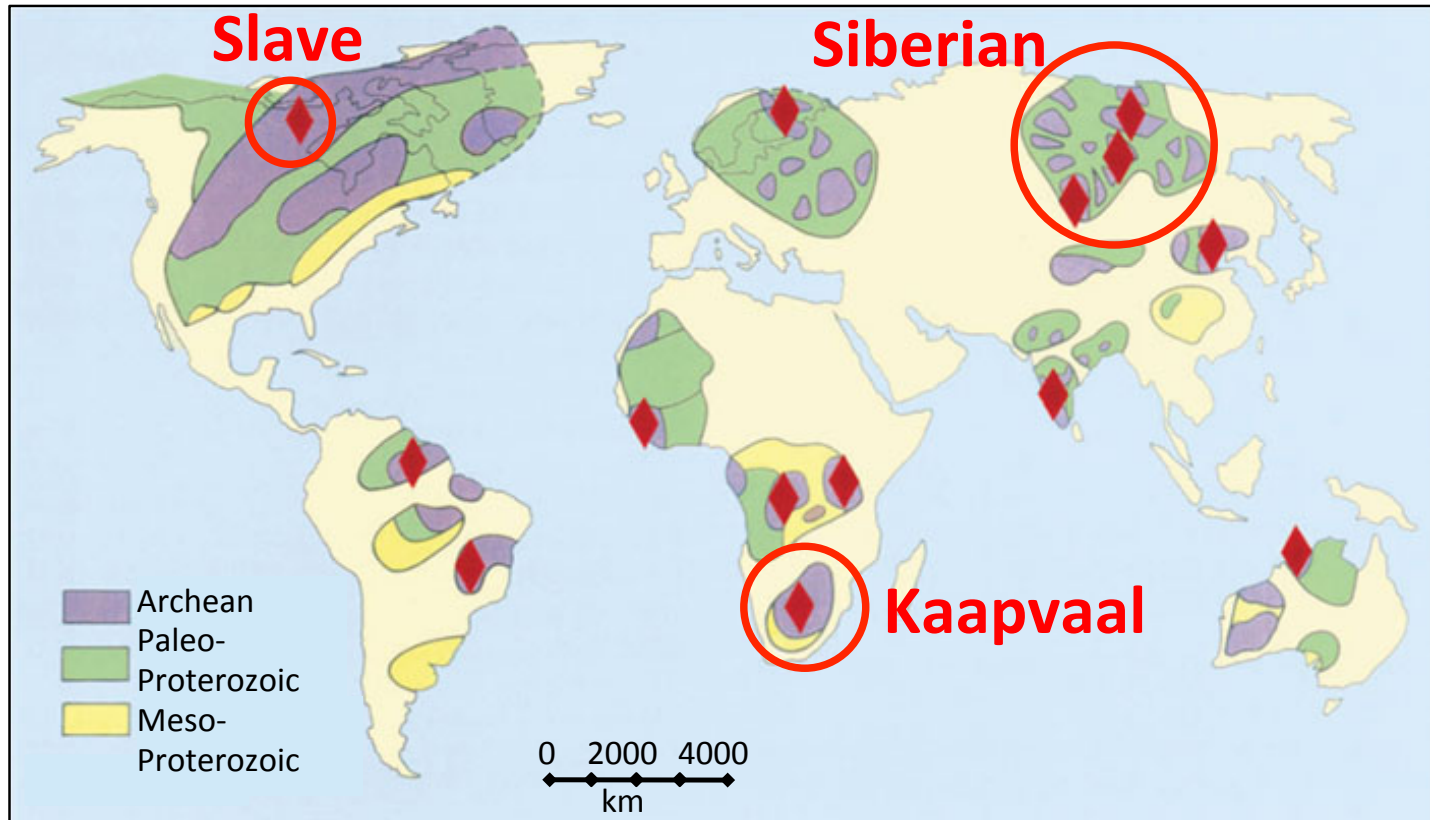 Slave
Siberian
Kaapvaal
Archean
Paleo-
Proterozoic
Meso-
Proterozoic
0 2000 4000
km